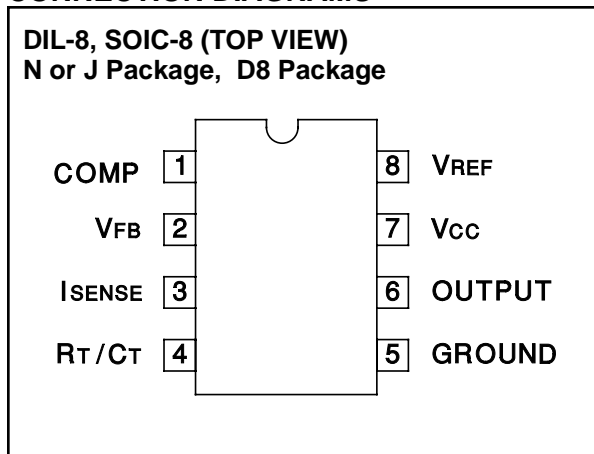 DIL-8, SOIC-8 (TOP VIEW)
N or J Package, D8 Package
COMP 1 8 VREF
VFB 2 7 VCC
ISENSE 3 6 OUTPUT
RT/CT 4 5 GROUND